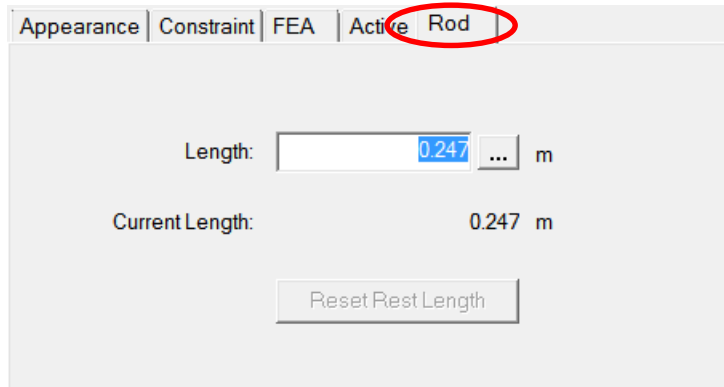 Appearance Constraint FEA Active Rod
Length: 0.247 ... m
Current Length: 0.247 m
Reset Rest Length